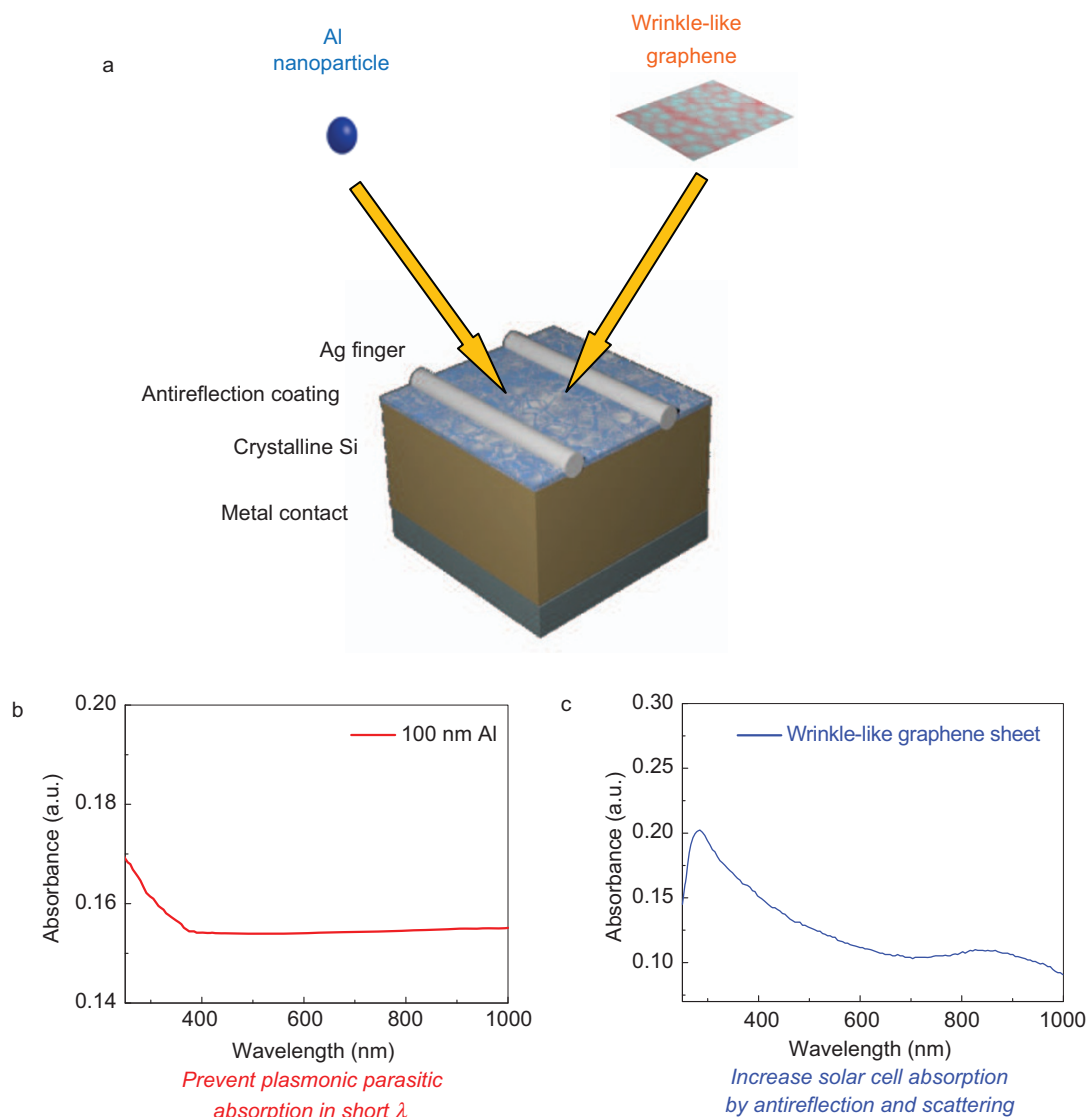 a
Al
nanoparticle
Wrinkle-like
graphene
Ag finger
Antireflection coating
Crystalline Si
Metal contact
b
0.20
0.18
0.16
0.14
Absorbance (a.u.)
100 nm Al
400
600
800
1000
Wavelength (nm)
Prevent plasmonic parasitic
absorption in short λ
c
0.30
0.25
0.20
0.15
0.10
Absorbance (a.u.)
Wrinkle-like graphene sheet
400
600
800
1000
Wavelength (nm)
Increase solar cell absorption
by antireflection and scattering